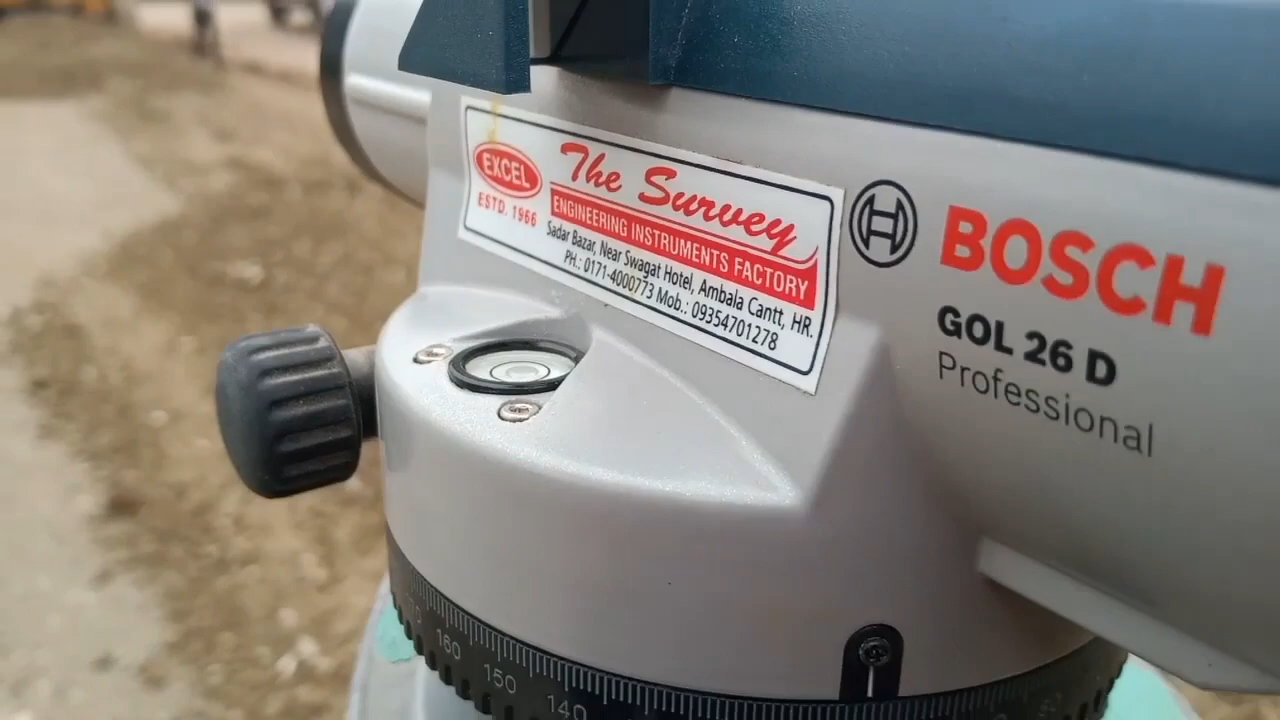 EXCEL
ESTD. 1966
The Survey
ENGINEERING INSTRUMENTS FACTORY
Sadar Bazar, Near Swagat Hotel, Ambala Cantt, HR.
PH.: 0171-4000773 Mob.: 09354701278
BOSCH
GOL 26 D
Professional
160
150
140